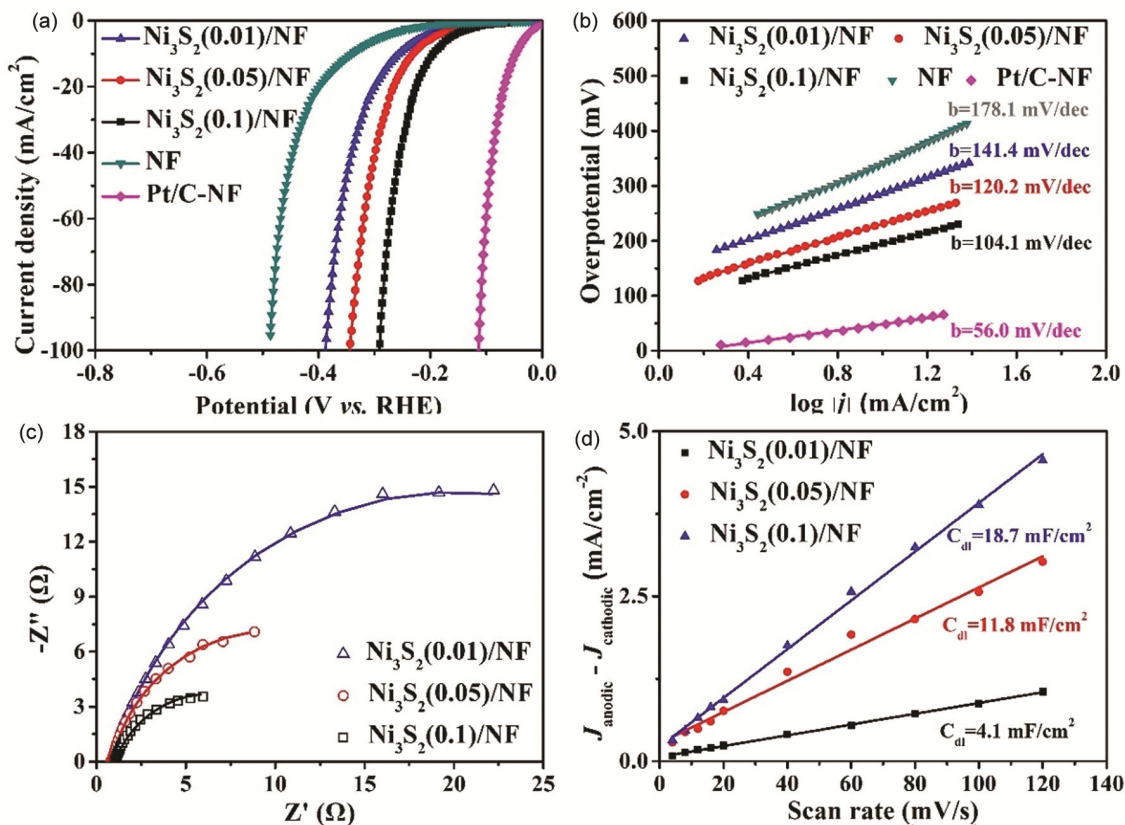 (a)
Ni₃S₂(0.01)/NF
Ni₃S₂(0.05)/NF
Ni₃S₂(0.1)/NF
NF
Pt/C-NF
Current density (mA/cm²)
0
-20
-40
-60
-80
-100
-0.8 -0.6 -0.4 -0.2 0.0
Potential (V vs. RHE)
(b)
Ni₃S₂(0.01)/NF Ni₃S₂(0.05)/NF
Ni₃S₂(0.1)/NF NF Pt/C-NF
b=178.1 mV/dec
b=141.4 mV/dec
b=120.2 mV/dec
b=104.1 mV/dec
b=56.0 mV/dec
Overpotential (mV)
600
500
400
300
200
100
0
0.0 0.4 0.8 1.2 1.6 2.0
log |j| (mA/cm²)
(c)
-Z'' (Ω)
18
15
12
9
6
3
0
Ni₃S₂(0.01)/NF
Ni₃S₂(0.05)/NF
Ni₃S₂(0.1)/NF
0 5 10 15 20 25
Z' (Ω)
(d)
Ni₃S₂(0.01)/NF
Ni₃S₂(0.05)/NF
Ni₃S₂(0.1)/NF
C_dl=18.7 mF/cm²
C_dl=11.8 mF/cm²
C_dl=4.1 mF/cm²
J_anodic - J_cathodic (mA/cm⁻²)
5.0
2.5
0.0
0 20 40 60 80 100 120 140
Scan rate (mV/s)